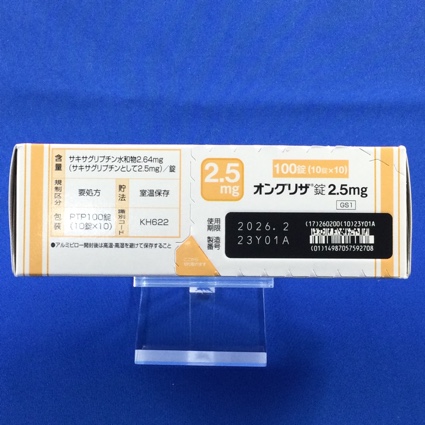 含量
サキサグリプチン水和物2.64mg
(サキサグリプチンとして2.5mg)/錠
規制区分
要処方
貯法
室温保存
包装
PTP100錠
(10錠×10)
識別コード
KH622
●アルミピロー開封後は高温・高湿を避けて保存すること
2.5
mg
100錠(10錠×10)
オングリザ®錠2.5mg
GS1
使用
期限
2026.2
製造
番号
23Y01A
(17)260200(10)23Y01A
(01)14987057592708